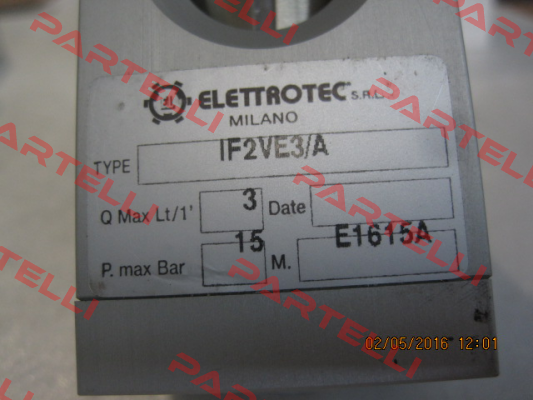 ELETTROTEC S.R.L.
MILANO
TYPE IF2VE3/A
Q Max Lt/1' 3 Date
P. max Bar 15 M. E1615A
02/05/2016 12:01
PARTELLI
PARTELLI
PARTELLI
PARTELLI
PARTELLI
PARTELLI